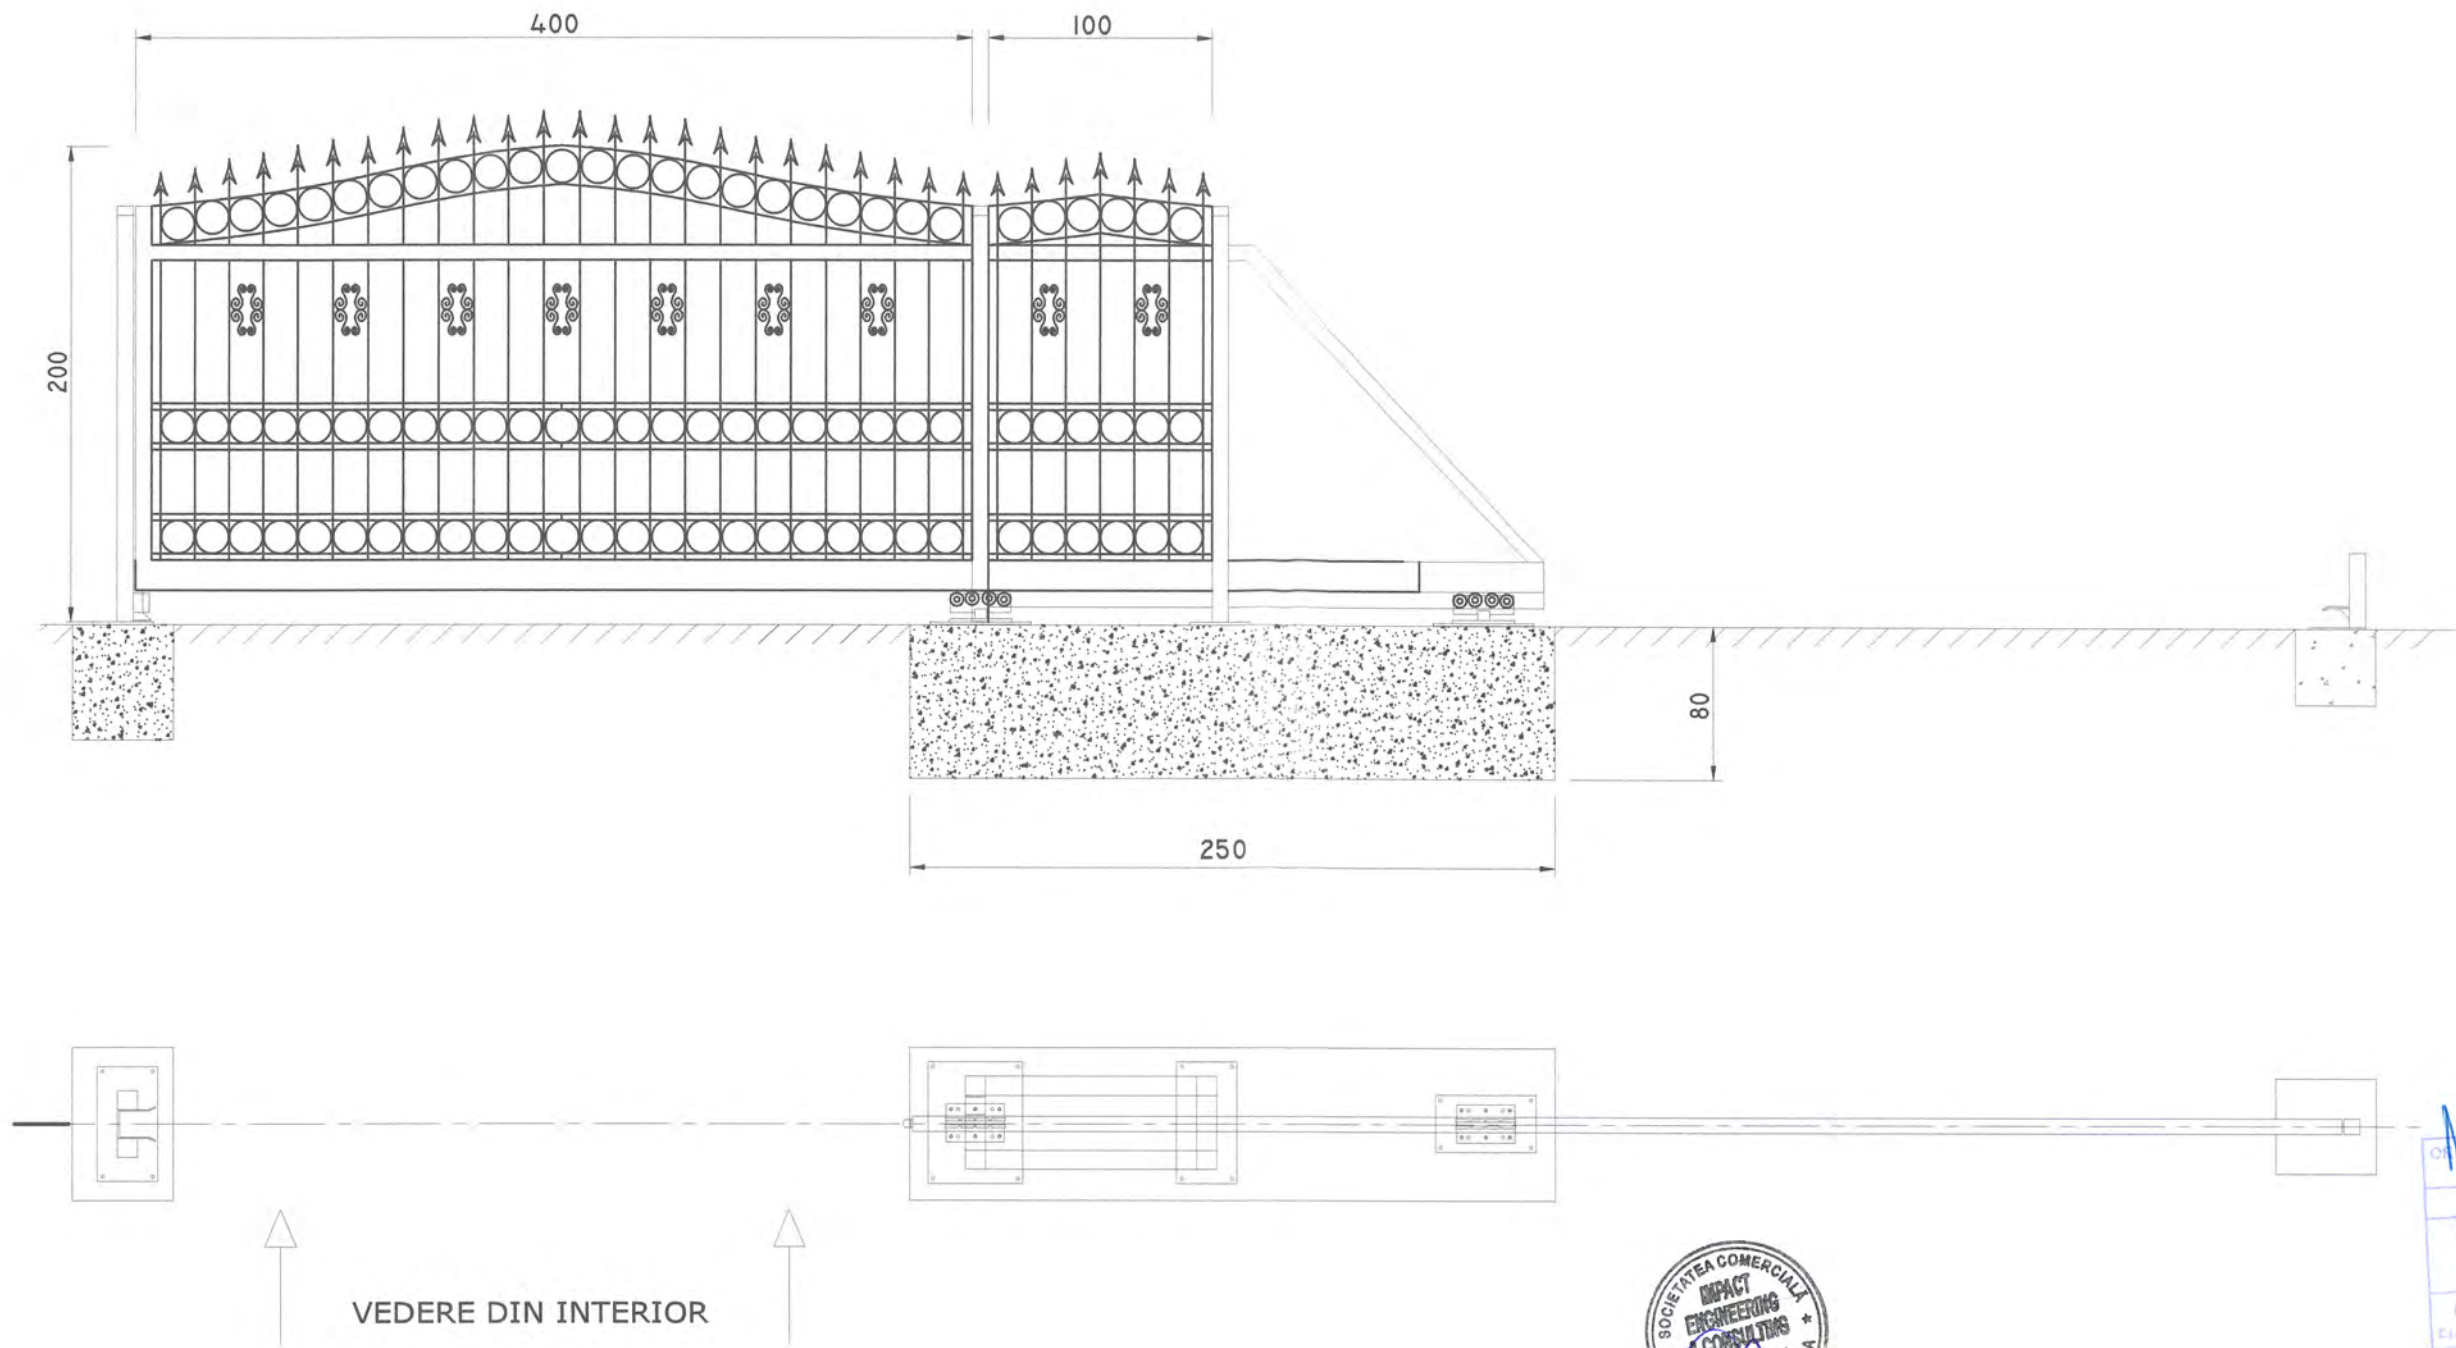 400
100
200
80
250
VEDERE DIN INTERIOR
SOCIETATEA COMERCIALĂ *
IMPACT
ENGINEERING
& CONSULTING